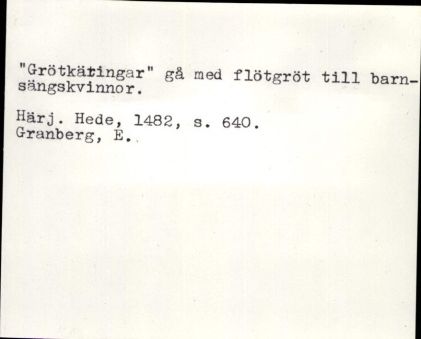 "Grötkätingar" gå med flötgröt till barn-
sängskvinnor.
Härj. Hede, 1482, s. 640.
Granberg, E.